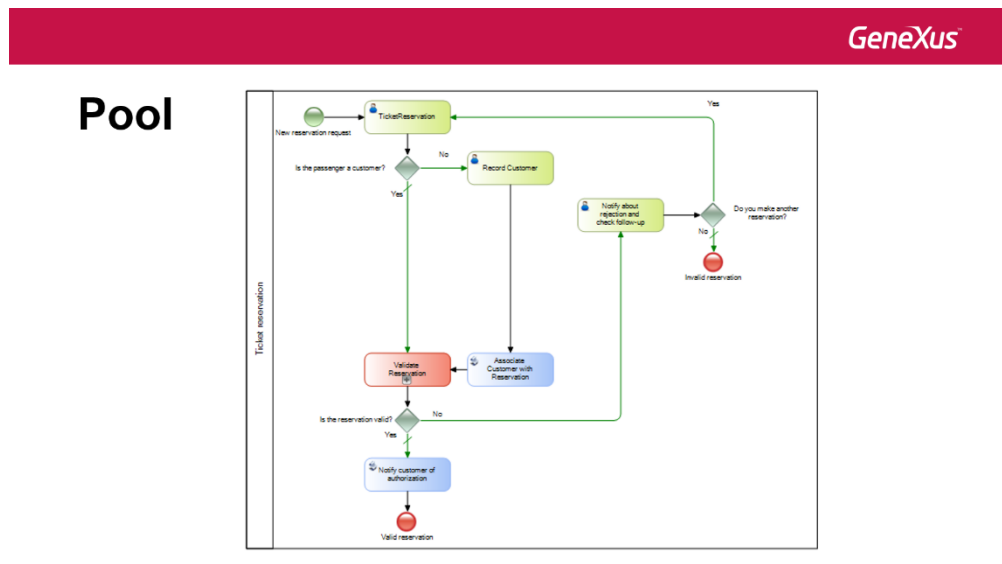 GeneXus
Pool
Ticket reservation
New reservation request
TicketReservation
Yes
Is the passenger a customer?
No
Record Customer
Yes
Notify about
rejection and
check follow-up
Do you make another
reservation?
No
Invalid reservation
Validate
Reservation
Associate
Customer with
Reservation
Is the reservation valid?
No
Yes
Notify customer of
authorization
Valid reservation